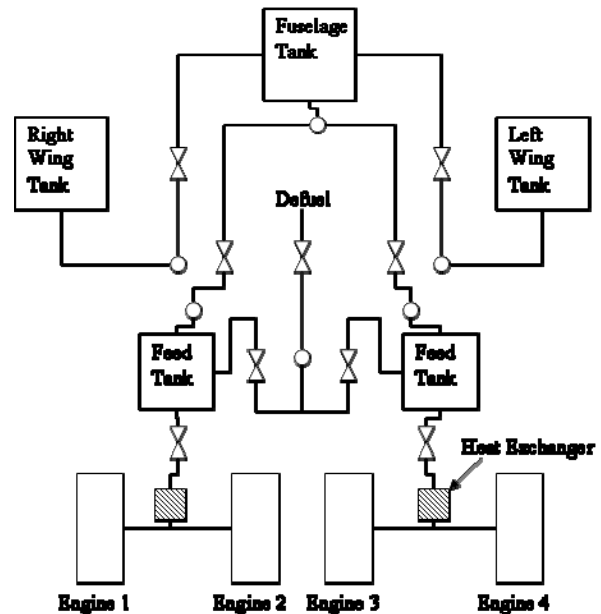 Fuselage
Tank
Right
Wing
Tank
Left
Wing
Tank
Defuel
Feed
Tank
Feed
Tank
Heat Exchanger
Engine 1
Engine 2
Engine 3
Engine 4